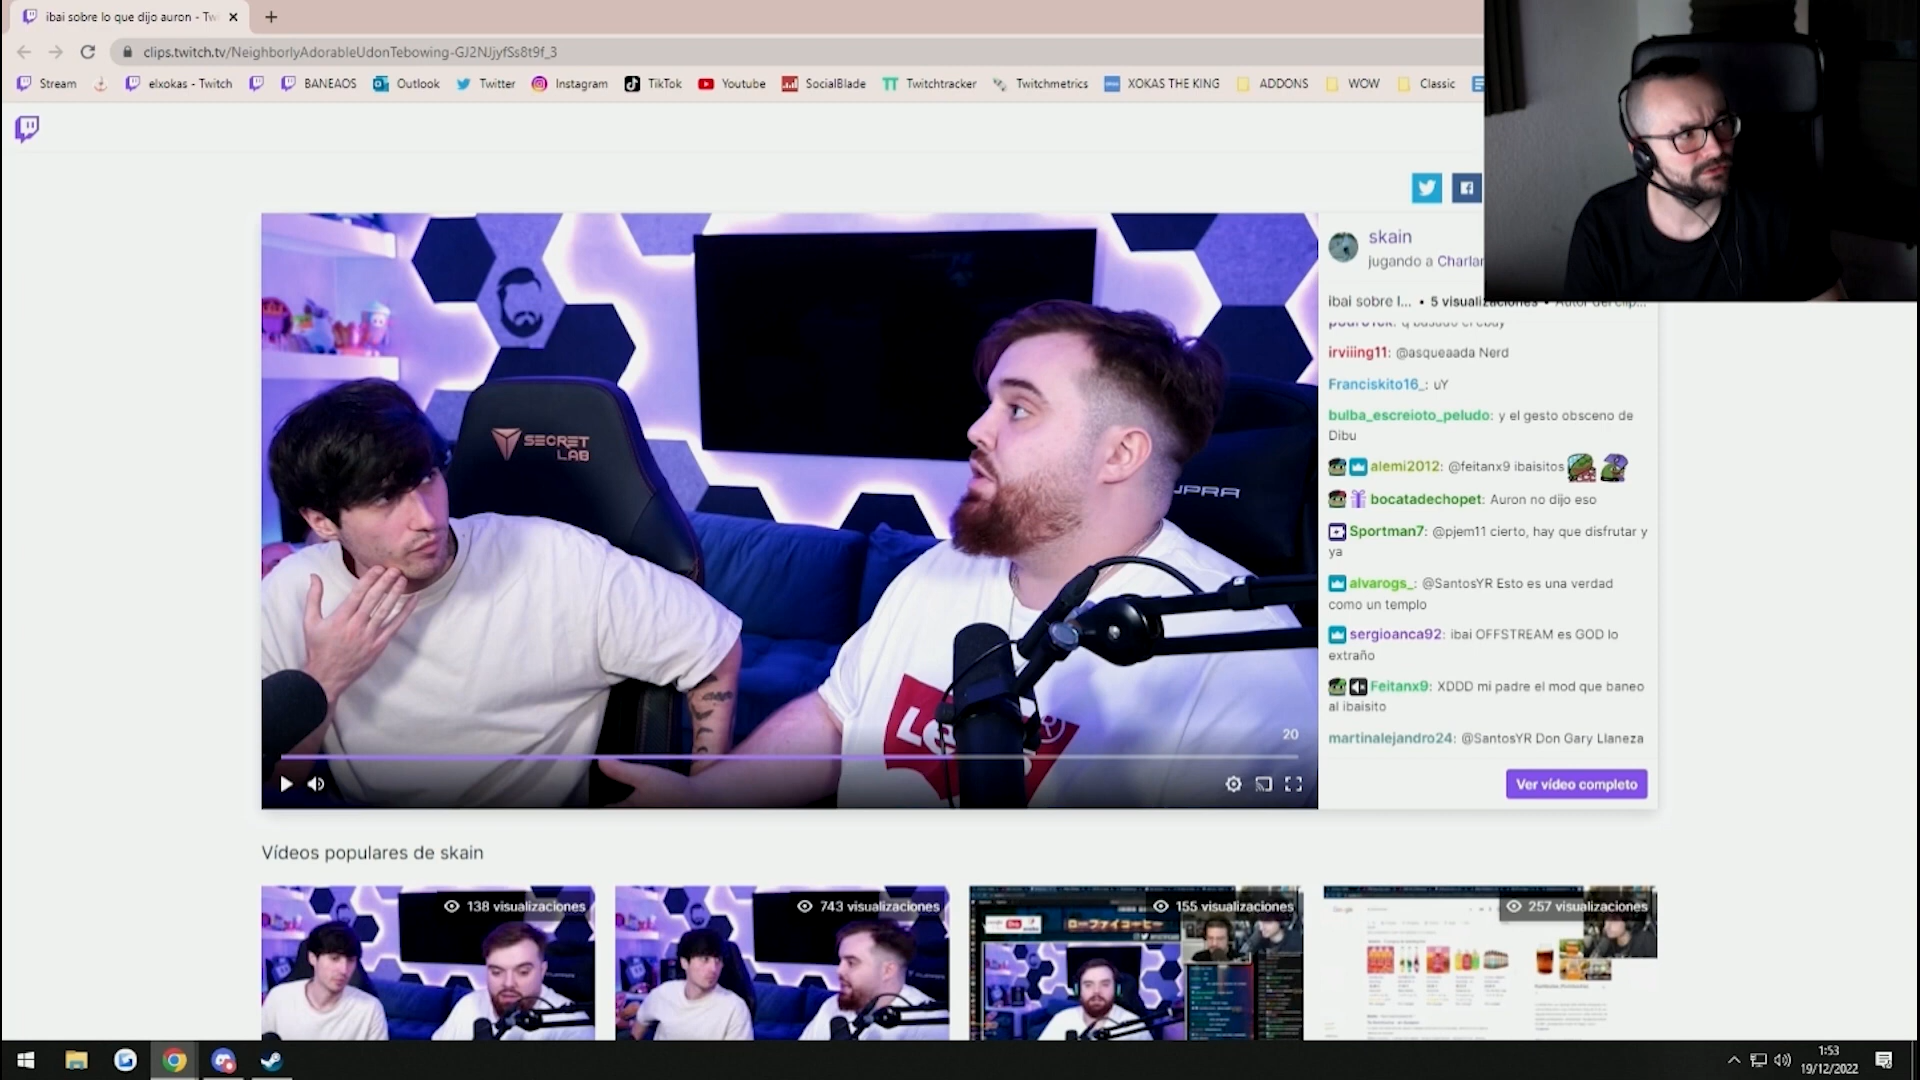 ibai sobre lo que dijo auron - Tw
clips.twitch.tv/NeighborlyAdorableUdonTebowing-GJ2NJjyfSs8t9f_3
Stream
elxokas - Twitch
BANEAOS
Outlook
Twitter
Instagram
TikTok
Youtube
SocialBlade
Twitchtracker
Twitchmetrics
XOKAS THE KING
ADDONS
WOW
Classic
skain
jugando a Charlar
ibai sobre l... • 5 visualizaciones • Autor del clip...
irviiing11: @asqueaada Nerd
Franciskito16_: uY
bulba_escreioto_peludo: y el gesto obsceno de
Dibu
alemi2012: @feitanx9 ibaisitos
bocatadechopet: Auron no dijo eso
Sportman7: @pjem11 cierto, hay que disfrutar y
ya
alvarogs_: @SantosYR Esto es una verdad
como un templo
sergioanca92: ibai OFFSTREAM es GOD lo
extraño
Feitanx9: XDDD mi padre el mod que baneo
al ibaisito
martinalejandro24: @SantosYR Don Gary Llaneza
Ver vídeo completo
SECRET
LAB
20
Vídeos populares de skain
138 visualizaciones
743 visualizaciones
155 visualizaciones
257 visualizaciones
1:53
19/12/2022